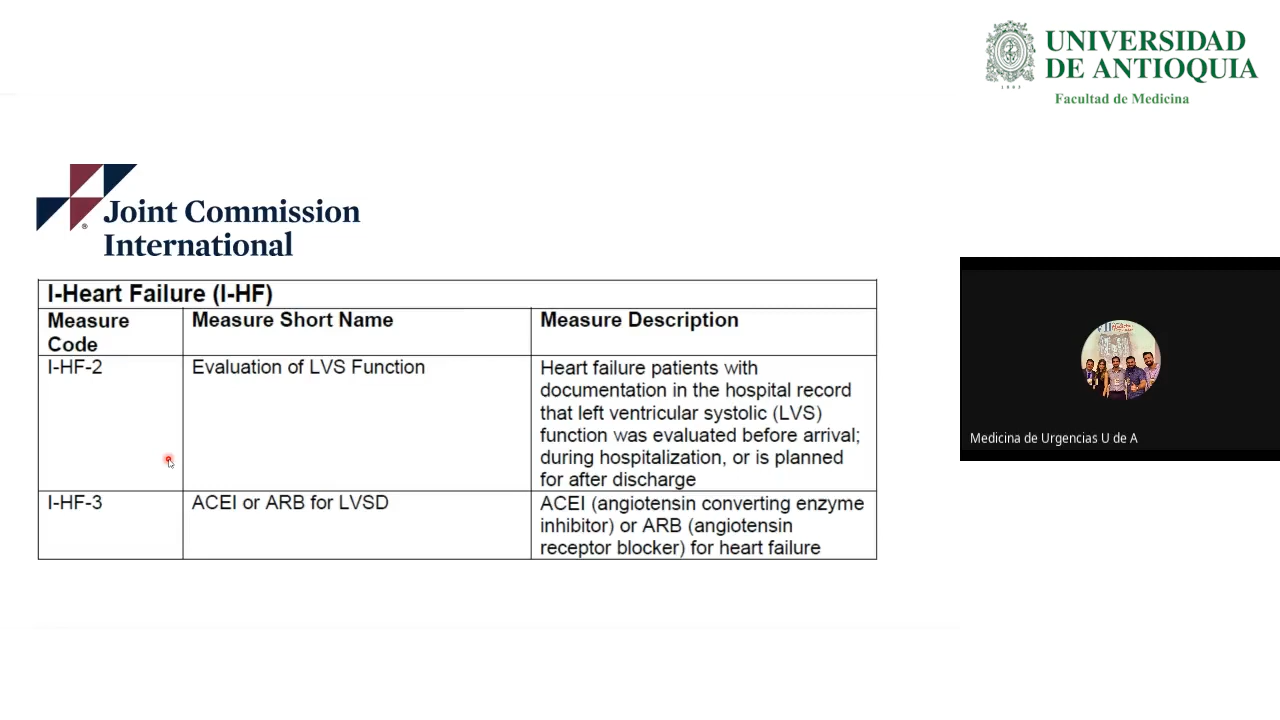 UNIVERSIDAD
DE ANTIOQUIA
1803
Facultad de Medicina
Joint Commission
International
®
I-Heart Failure (I-HF)
Measure
Code
Measure Short Name
Measure Description
I-HF-2
Evaluation of LVS Function
Heart failure patients with
documentation in the hospital record
that left ventricular systolic (LVS)
function was evaluated before arrival;
during hospitalization, or is planned
for after discharge
I-HF-3
ACEI or ARB for LVSD
ACEI (angiotensin converting enzyme
inhibitor) or ARB (angiotensin
receptor blocker) for heart failure
Medicina de Urgencias U de A